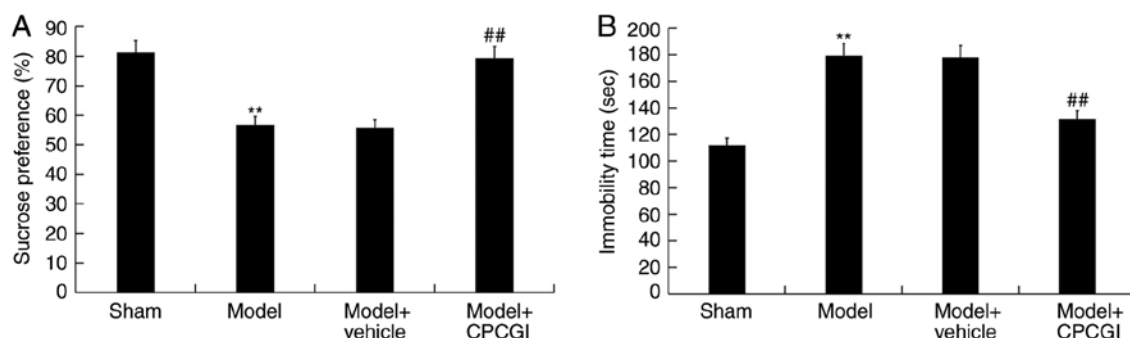 A
Sucrose preference (%)
90
80
70
60
50
40
30
20
10
0
**
##
Sham
Model
Model+
vehicle
Model+
CPCGI
B
Immobility time (sec)
200
180
160
140
120
100
80
60
40
20
0
**
##
Sham
Model
Model+
vehicle
Model+
CPCGI